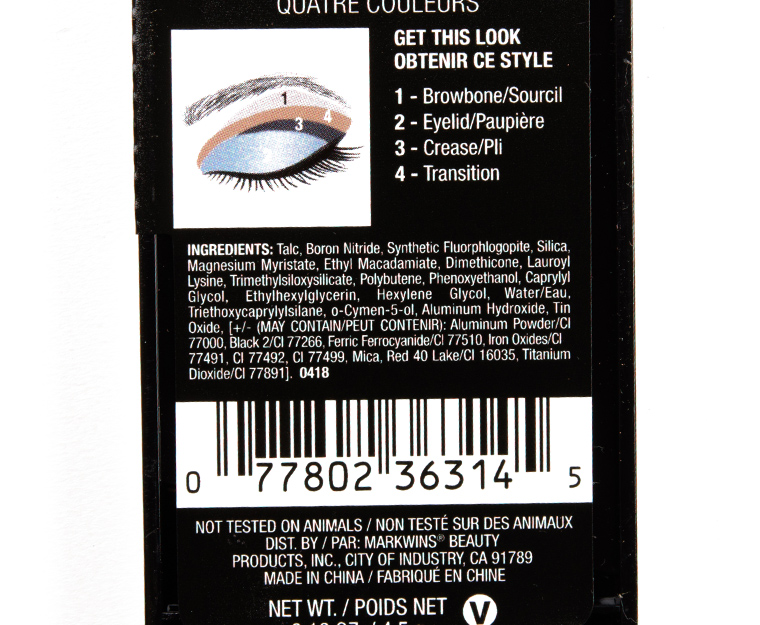 QUATRE COULEURS
GET THIS LOOK
OBTENIR CE STYLE
1 - Browbone/Sourcil
2 - Eyelid/Paupière
3 - Crease/Pli
4 - Transition
1
4
3
INGREDIENTS: Talc, Boron Nitride, Synthetic Fluorphlogopite, Silica,
Magnesium Myristate, Ethyl Macadamiate, Dimethicone, Lauroyl
Lysine, Trimethylsiloxysilicate, Polybutene, Phenoxyethanol, Caprylyl
Glycol, Ethylhexylglycerin, Hexylene Glycol, Water/Eau,
Triethoxycaprylylsilane, o-Cymen-5-ol, Aluminum Hydroxide, Tin
Oxide, [+/- (MAY CONTAIN/PEUT CONTENIR): Aluminum Powder/CI
77000, Black 2/CI 77266, Ferric Ferrocyanide/CI 77510, Iron Oxides/CI
77491, CI 77492, CI 77499, Mica, Red 40 Lake/CI 16035, Titanium
Dioxide/CI 77891]. 0418
0 77802 36314 5
NOT TESTED ON ANIMALS / NON TESTÉ SUR DES ANIMAUX
DIST. BY / PAR: MARKWINS® BEAUTY
PRODUCTS, INC., CITY OF INDUSTRY, CA 91789
MADE IN CHINA / FABRIQUÉ EN CHINE
NET WT. / POIDS NET
V